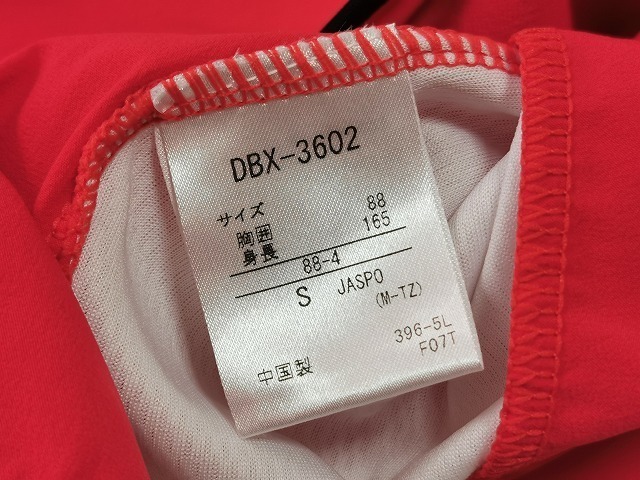 DBX-3602
サイズ
胸囲 88
身長 165
88-4
S JASPO
(M-TZ)
396-5L
F07T
中国製